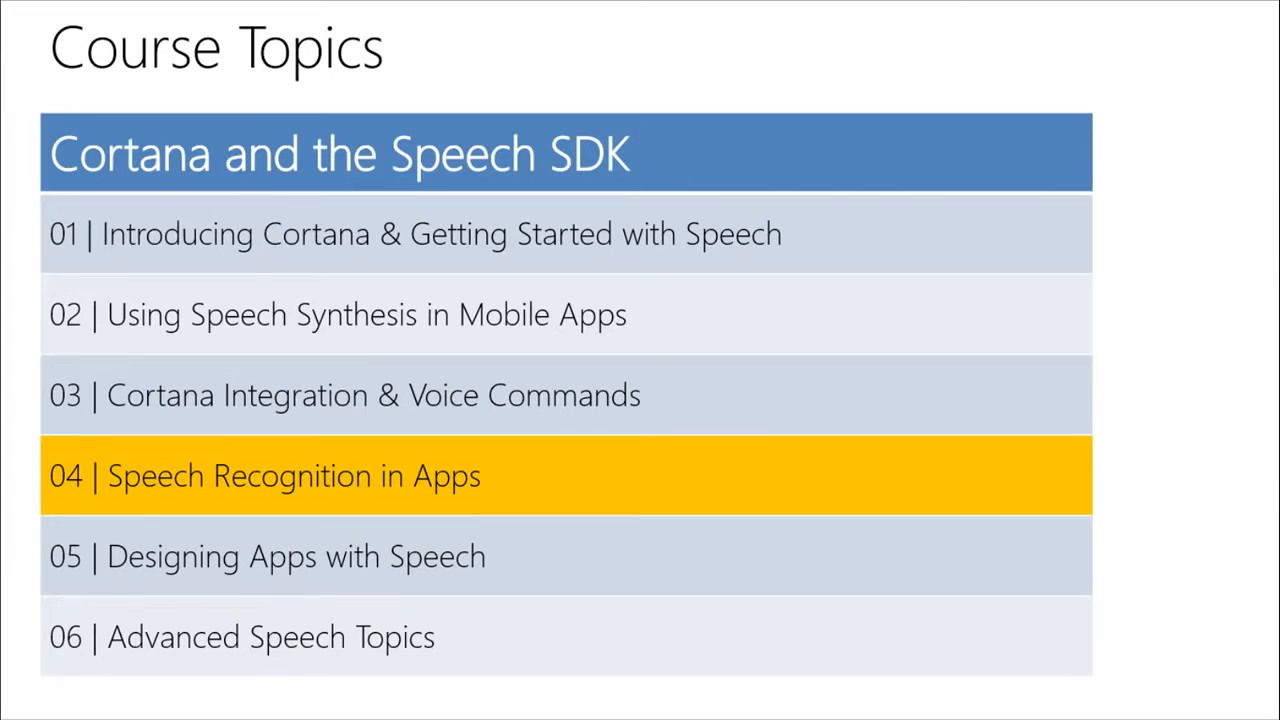 Course Topics
Cortana and the Speech SDK
01 | Introducing Cortana & Getting Started with Speech
02 | Using Speech Synthesis in Mobile Apps
03 | Cortana Integration & Voice Commands
04 | Speech Recognition in Apps
05 | Designing Apps with Speech
06 | Advanced Speech Topics